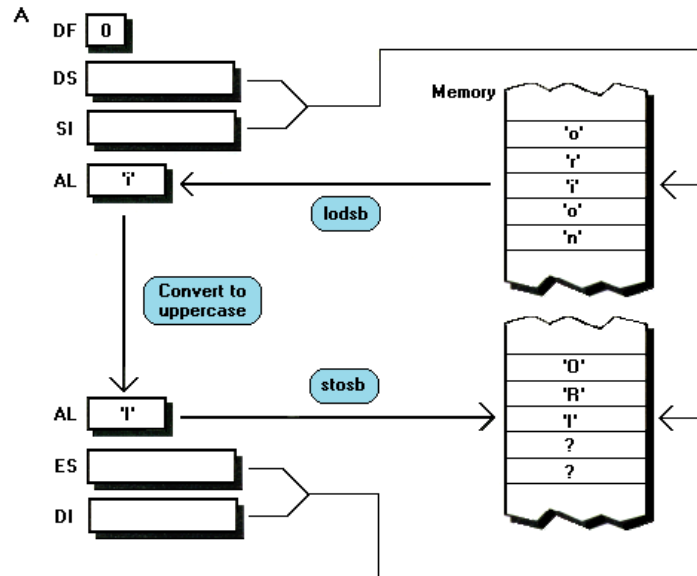 A
DF 0
DS
SI
Memory
'o'
'r'
'i'
'o'
'n'
AL 'i'
lodsb
Convert to
uppercase
stosb
AL 'I'
'O'
'R'
'I'
?
?
ES
DI